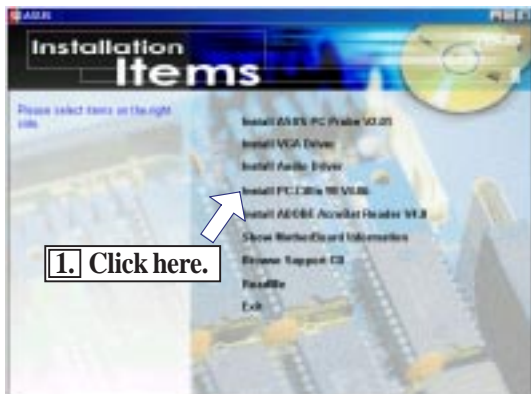 ASUS
Installation
Items
Please select items on the right
side.
Install ASUS PC Probe V2.01
Install VGA Driver
Install Audio Driver
Install PC-Cillin 98 V1.06
Install ADOBE Acrobat Reader V4.0
Show MotherBoard Information
Browse Support CD
ReadMe
Exit
1. Click here.